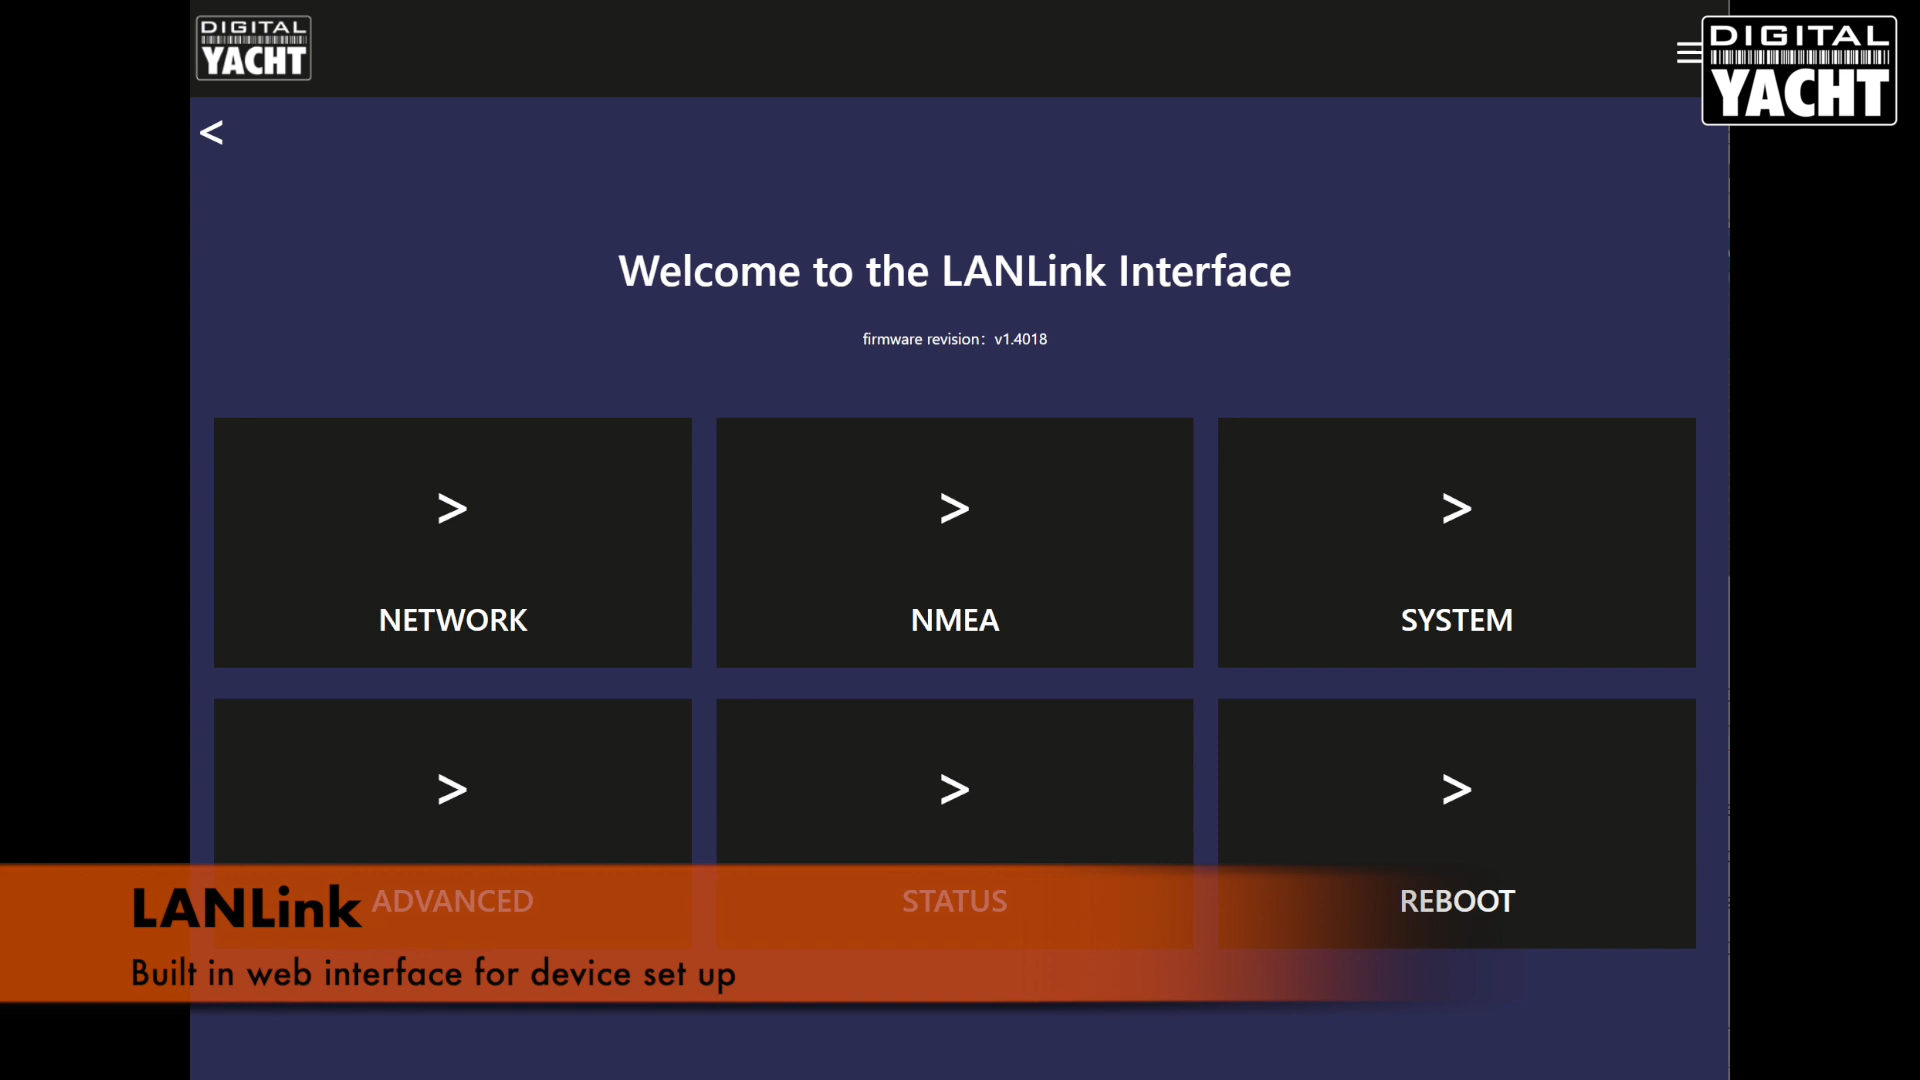 DIGITAL
YACHT
DIGITAL
YACHT
<
Welcome to the LANLink Interface
firmware revision: v1.4018
> > >
NETWORK NMEA SYSTEM
> > >
ADVANCED STATUS REBOOT
LANLink
Built in web interface for device set up